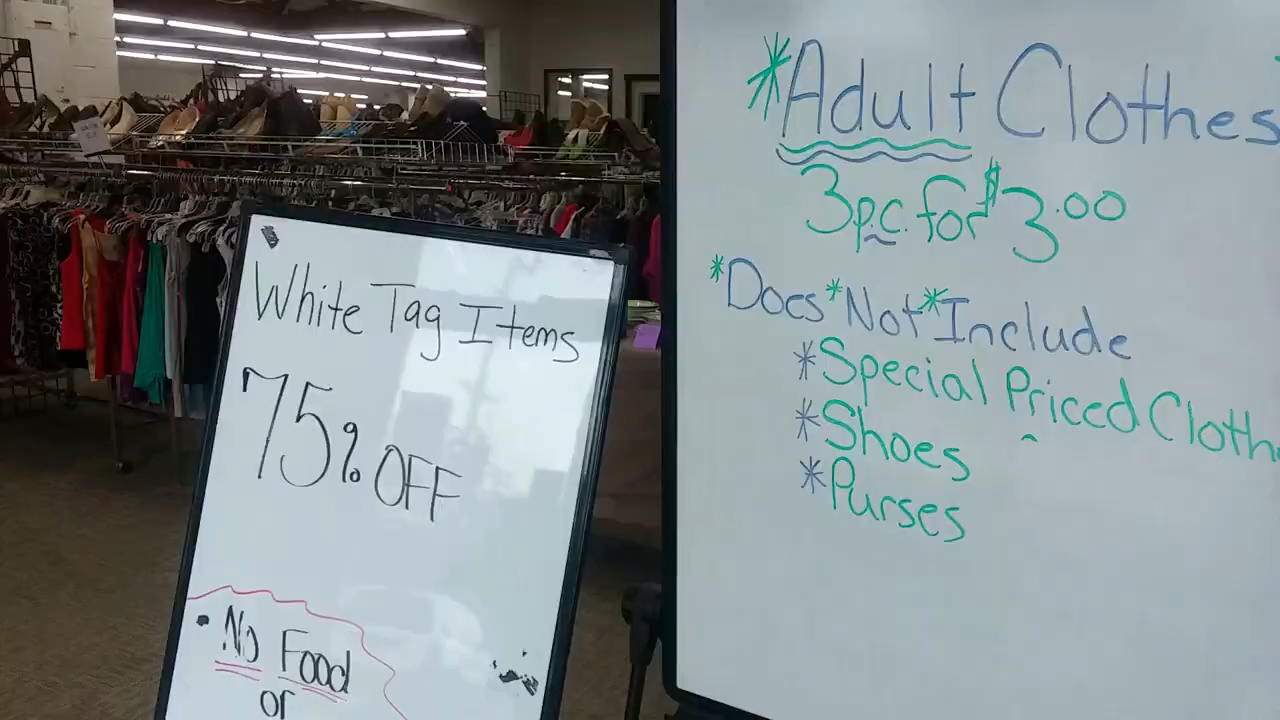 White Tag Items
75% OFF
No Food
or
*Adult Clothes
3pc. for $3.00
*Does*Not*Include
*Special Priced
*Shoes
*Purses